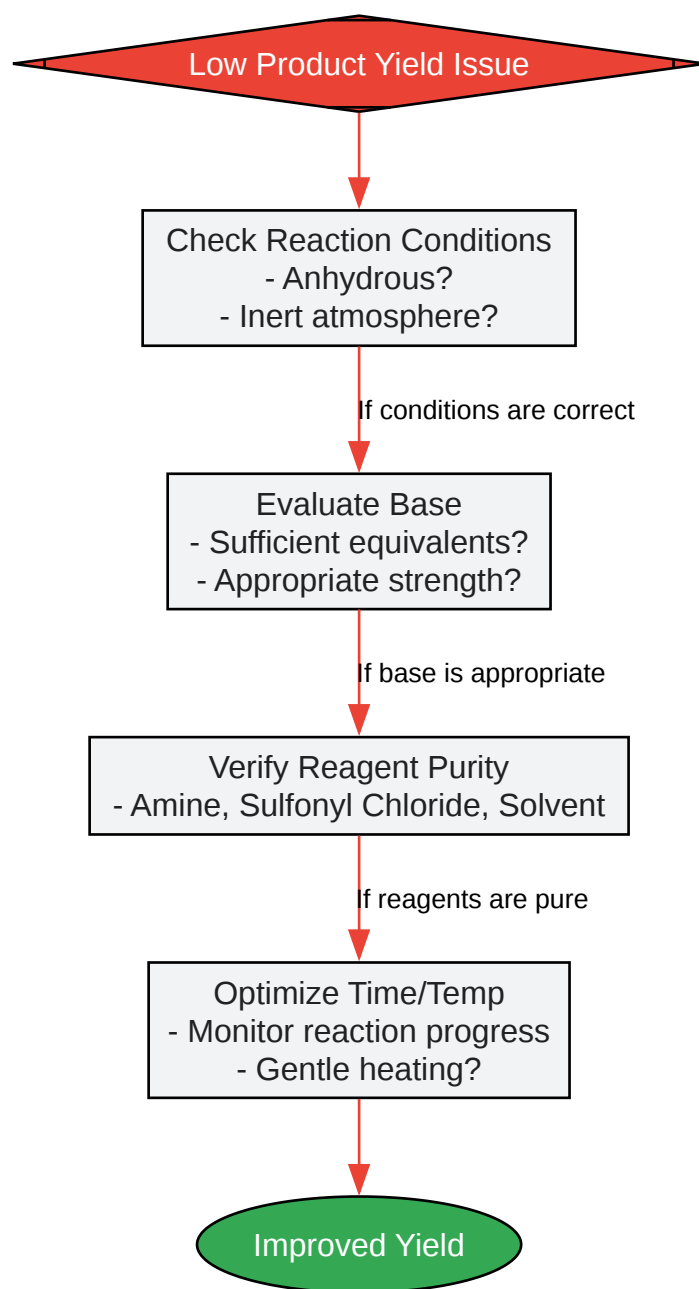 Low Product Yield Issue
Check Reaction Conditions
- Anhydrous?
- Inert atmosphere?
If conditions are correct
Evaluate Base
- Sufficient equivalents?
- Appropriate strength?
If base is appropriate
Verify Reagent Purity
- Amine, Sulfonyl Chloride, Solvent
If reagents are pure
Optimize Time/Temp
- Monitor reaction progress
- Gentle heating?
Improved Yield